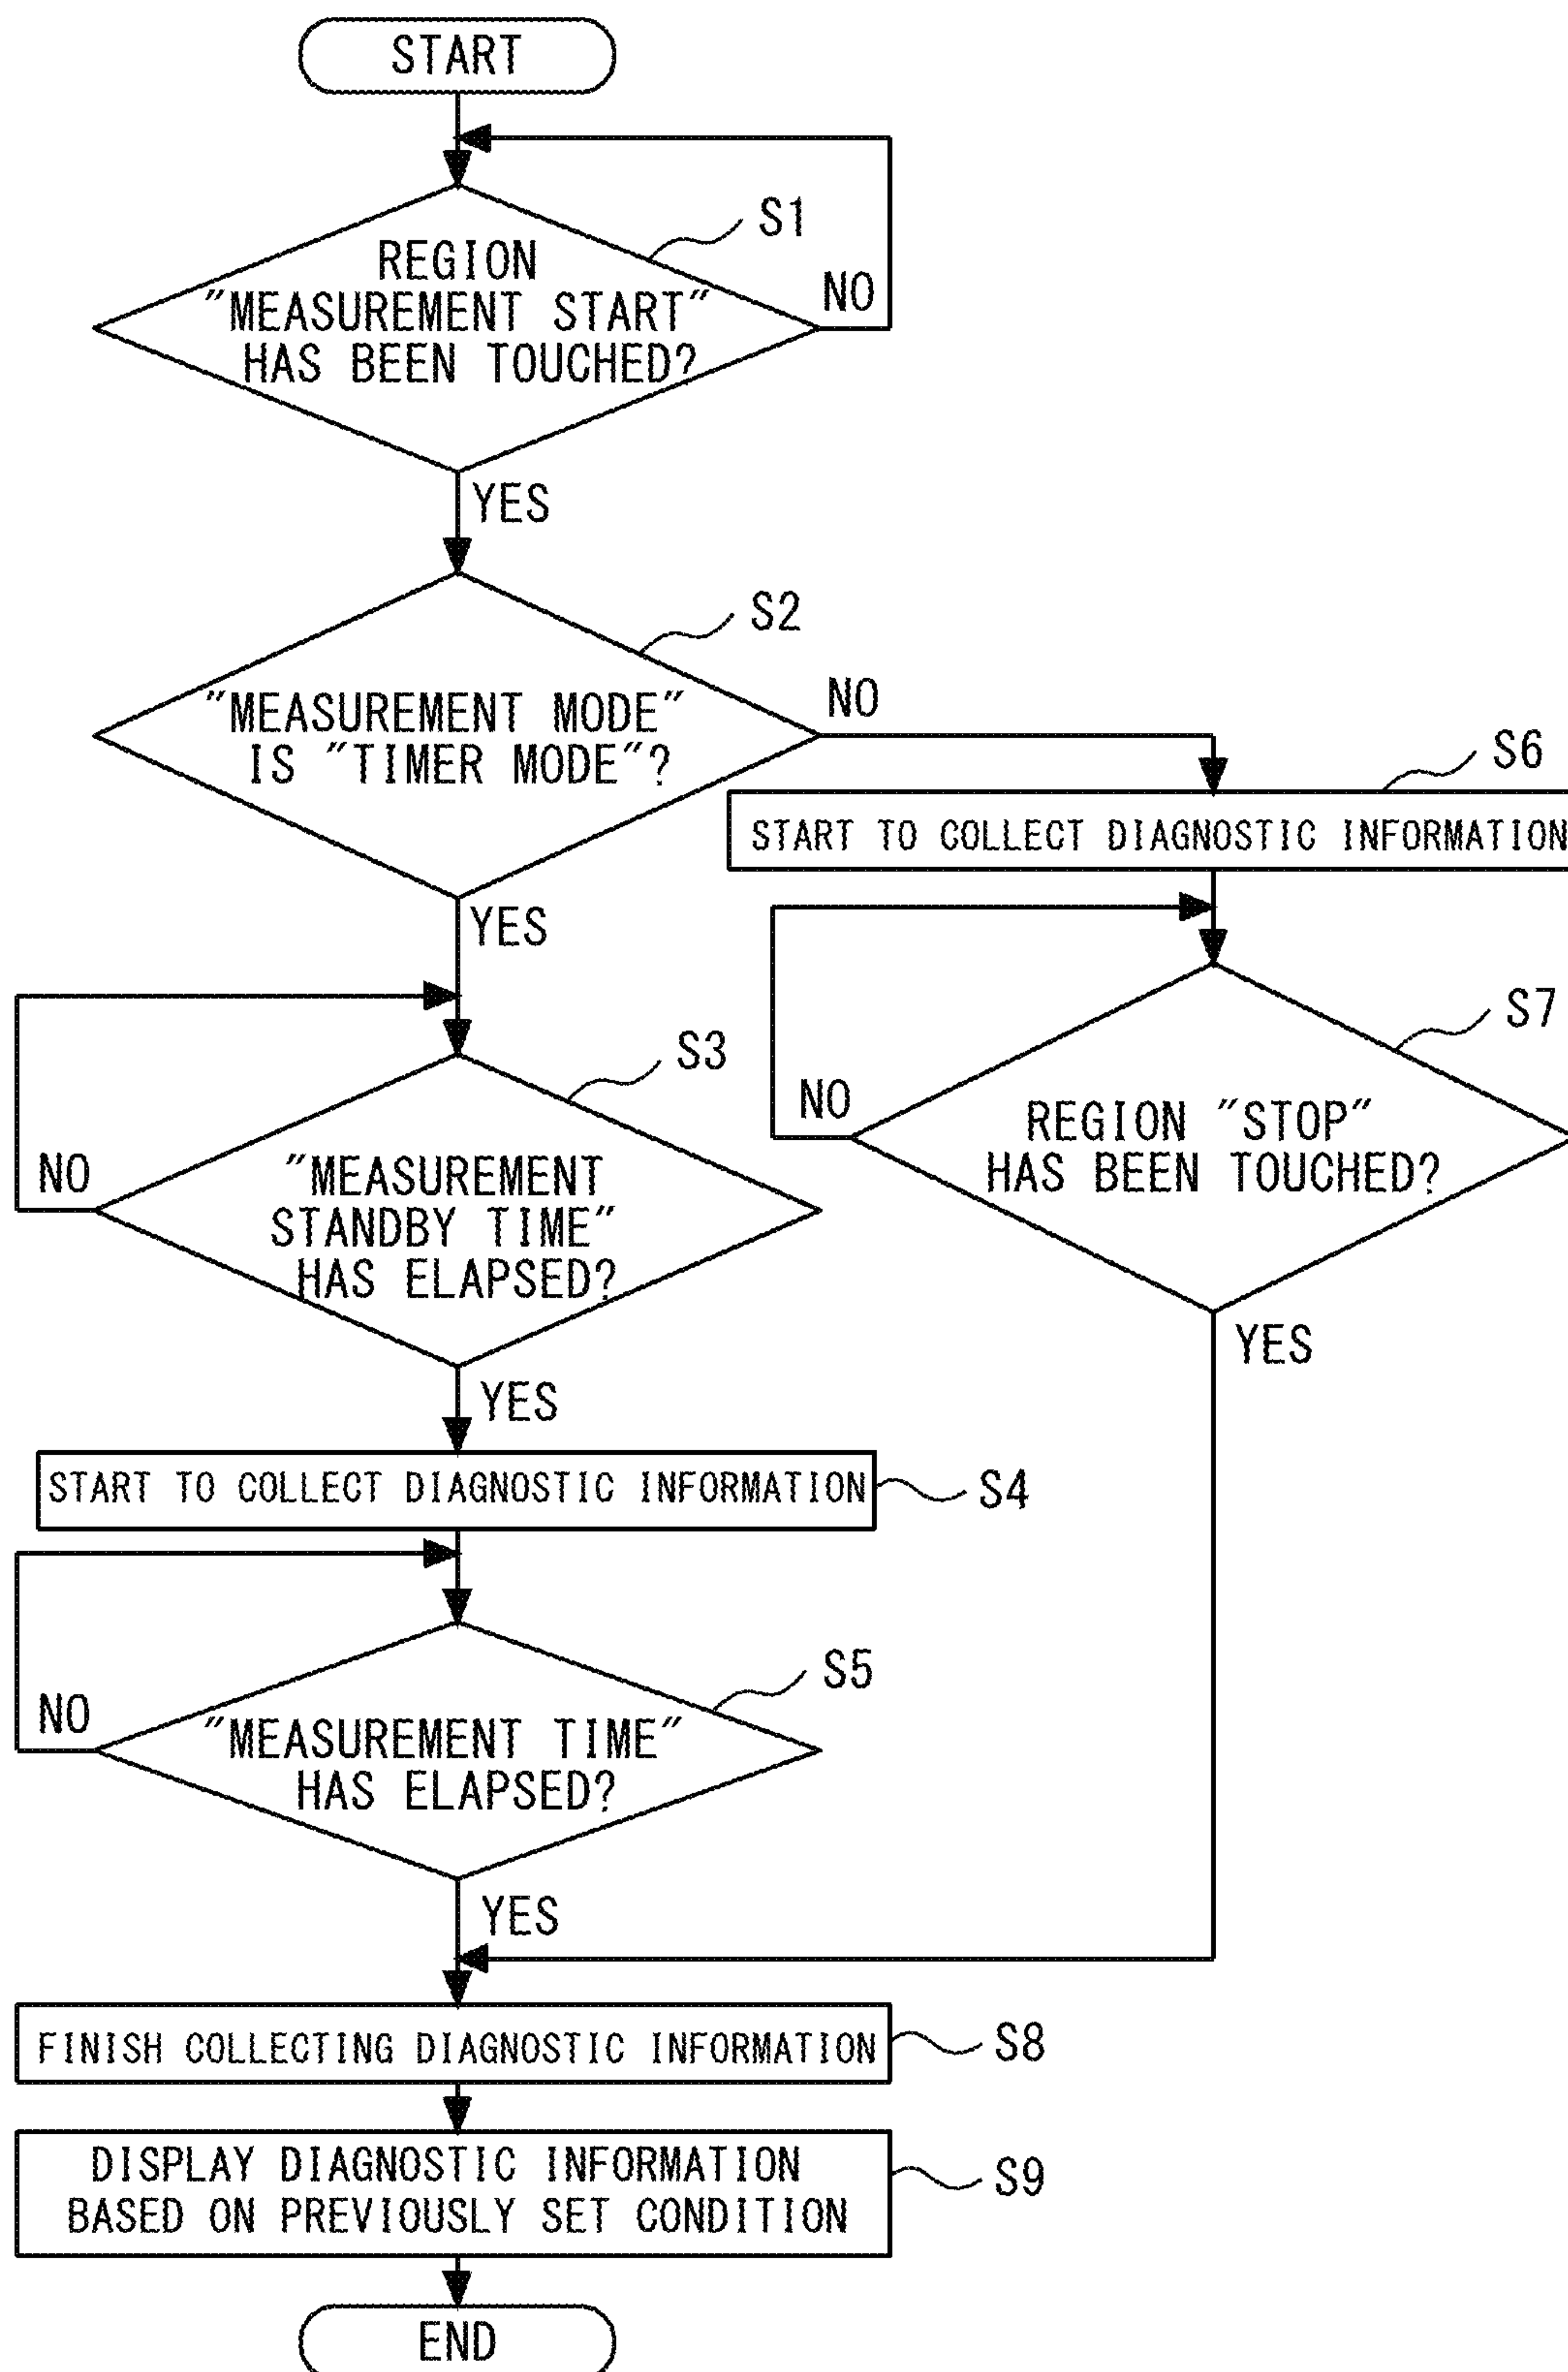 START
S1
REGION
"MEASUREMENT START"
HAS BEEN TOUCHED?
NO
YES
S2
"MEASUREMENT MODE"
IS "TIMER MODE"?
NO
YES
S6
START TO COLLECT DIAGNOSTIC INFORMATION
S7
REGION "STOP"
HAS BEEN TOUCHED?
NO
YES
S3
"MEASUREMENT
STANDBY TIME"
HAS ELAPSED?
NO
YES
START TO COLLECT DIAGNOSTIC INFORMATION
S4
S5
"MEASUREMENT TIME"
HAS ELAPSED?
NO
YES
FINISH COLLECTING DIAGNOSTIC INFORMATION
S8
DISPLAY DIAGNOSTIC INFORMATION
BASED ON PREVIOUSLY SET CONDITION
S9
END